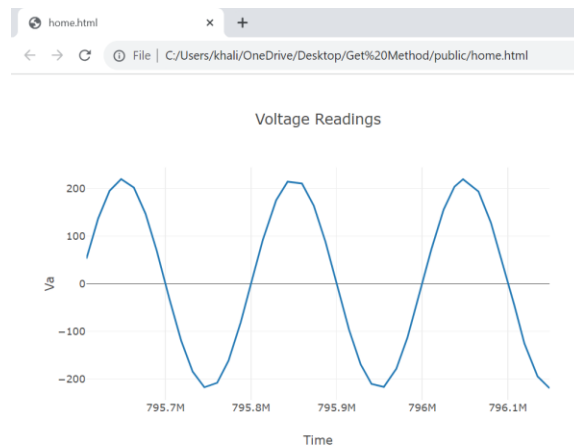 home.html
File | C:/Users/khali/OneDrive/Desktop/Get%20Method/public/home.html
Voltage Readings
200
100
0
−100
−200
Va
795.7M 795.8M 795.9M 796M 796.1M
Time